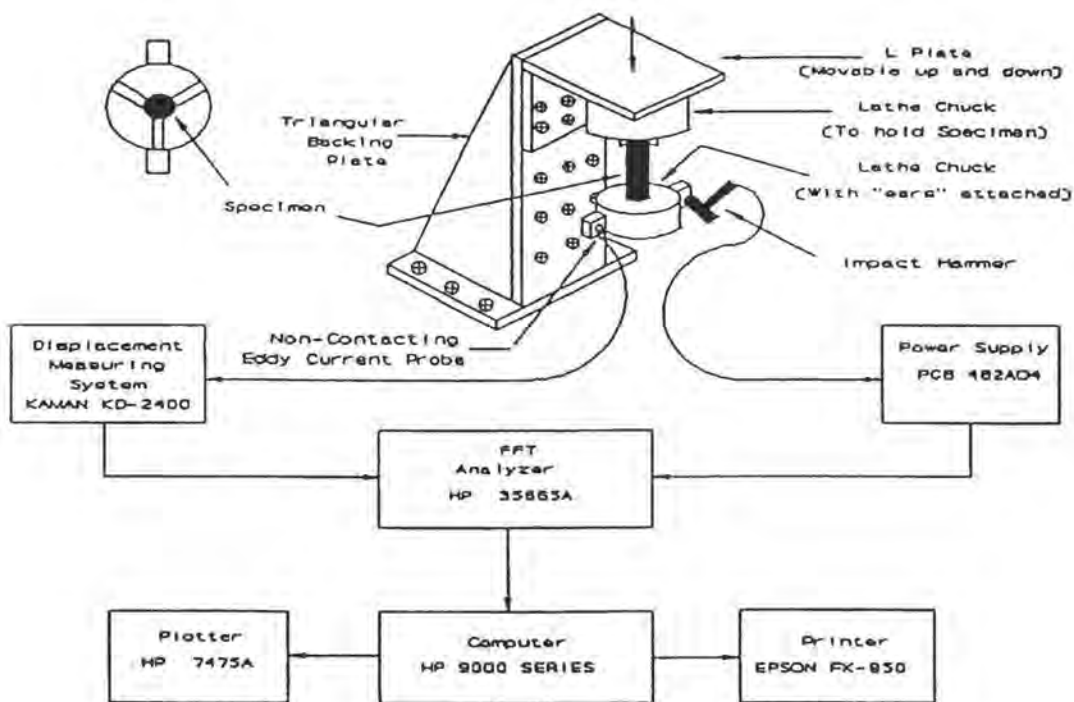 L Plate
(Movable up and down)
Lathe Chuck
(To hold Specimen)
Triangular
Backing
Plate
Lathe Chuck
(With "ears" attached)
Specimen
Impact Hammer
Non-Contacting
Eddy Current Probe
Displacement
Measuring
System
KAMAN KD-2400
Power Supply
PCB 482A04
FFT
Analyzer
HP 35665A
Plotter
HP 7475A
Computer
HP 9000 SERIES
Printer
EPSON FX-850